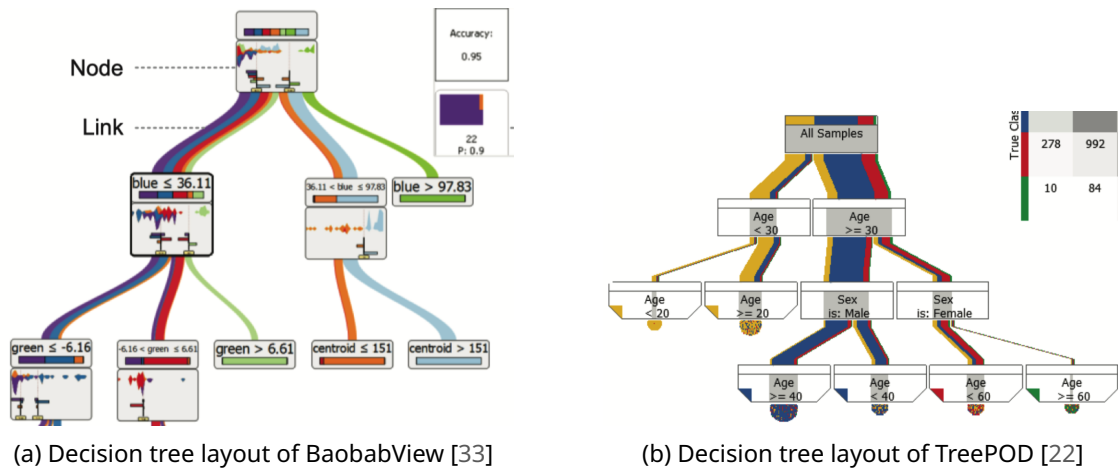 Node
Link
Accuracy:
0.95
22
P: 0.9
blue ≤ 36.11
36.11 < blue ≤ 97.83
blue > 97.83
green ≤ -6.16
-6.16 < green ≤ 6.61
green > 6.61
centroid ≤ 151
centroid > 151
(a) Decision tree layout of BaobabView [33]
All Samples
True Clas
278
992
10
84
Age
< 30
Age
>= 30
Age
< 20
Age
>= 20
Sex
is: Male
Sex
is: Female
Age
>= 40
Age
< 40
Age
< 60
Age
>= 60
(b) Decision tree layout of TreePOD [22]